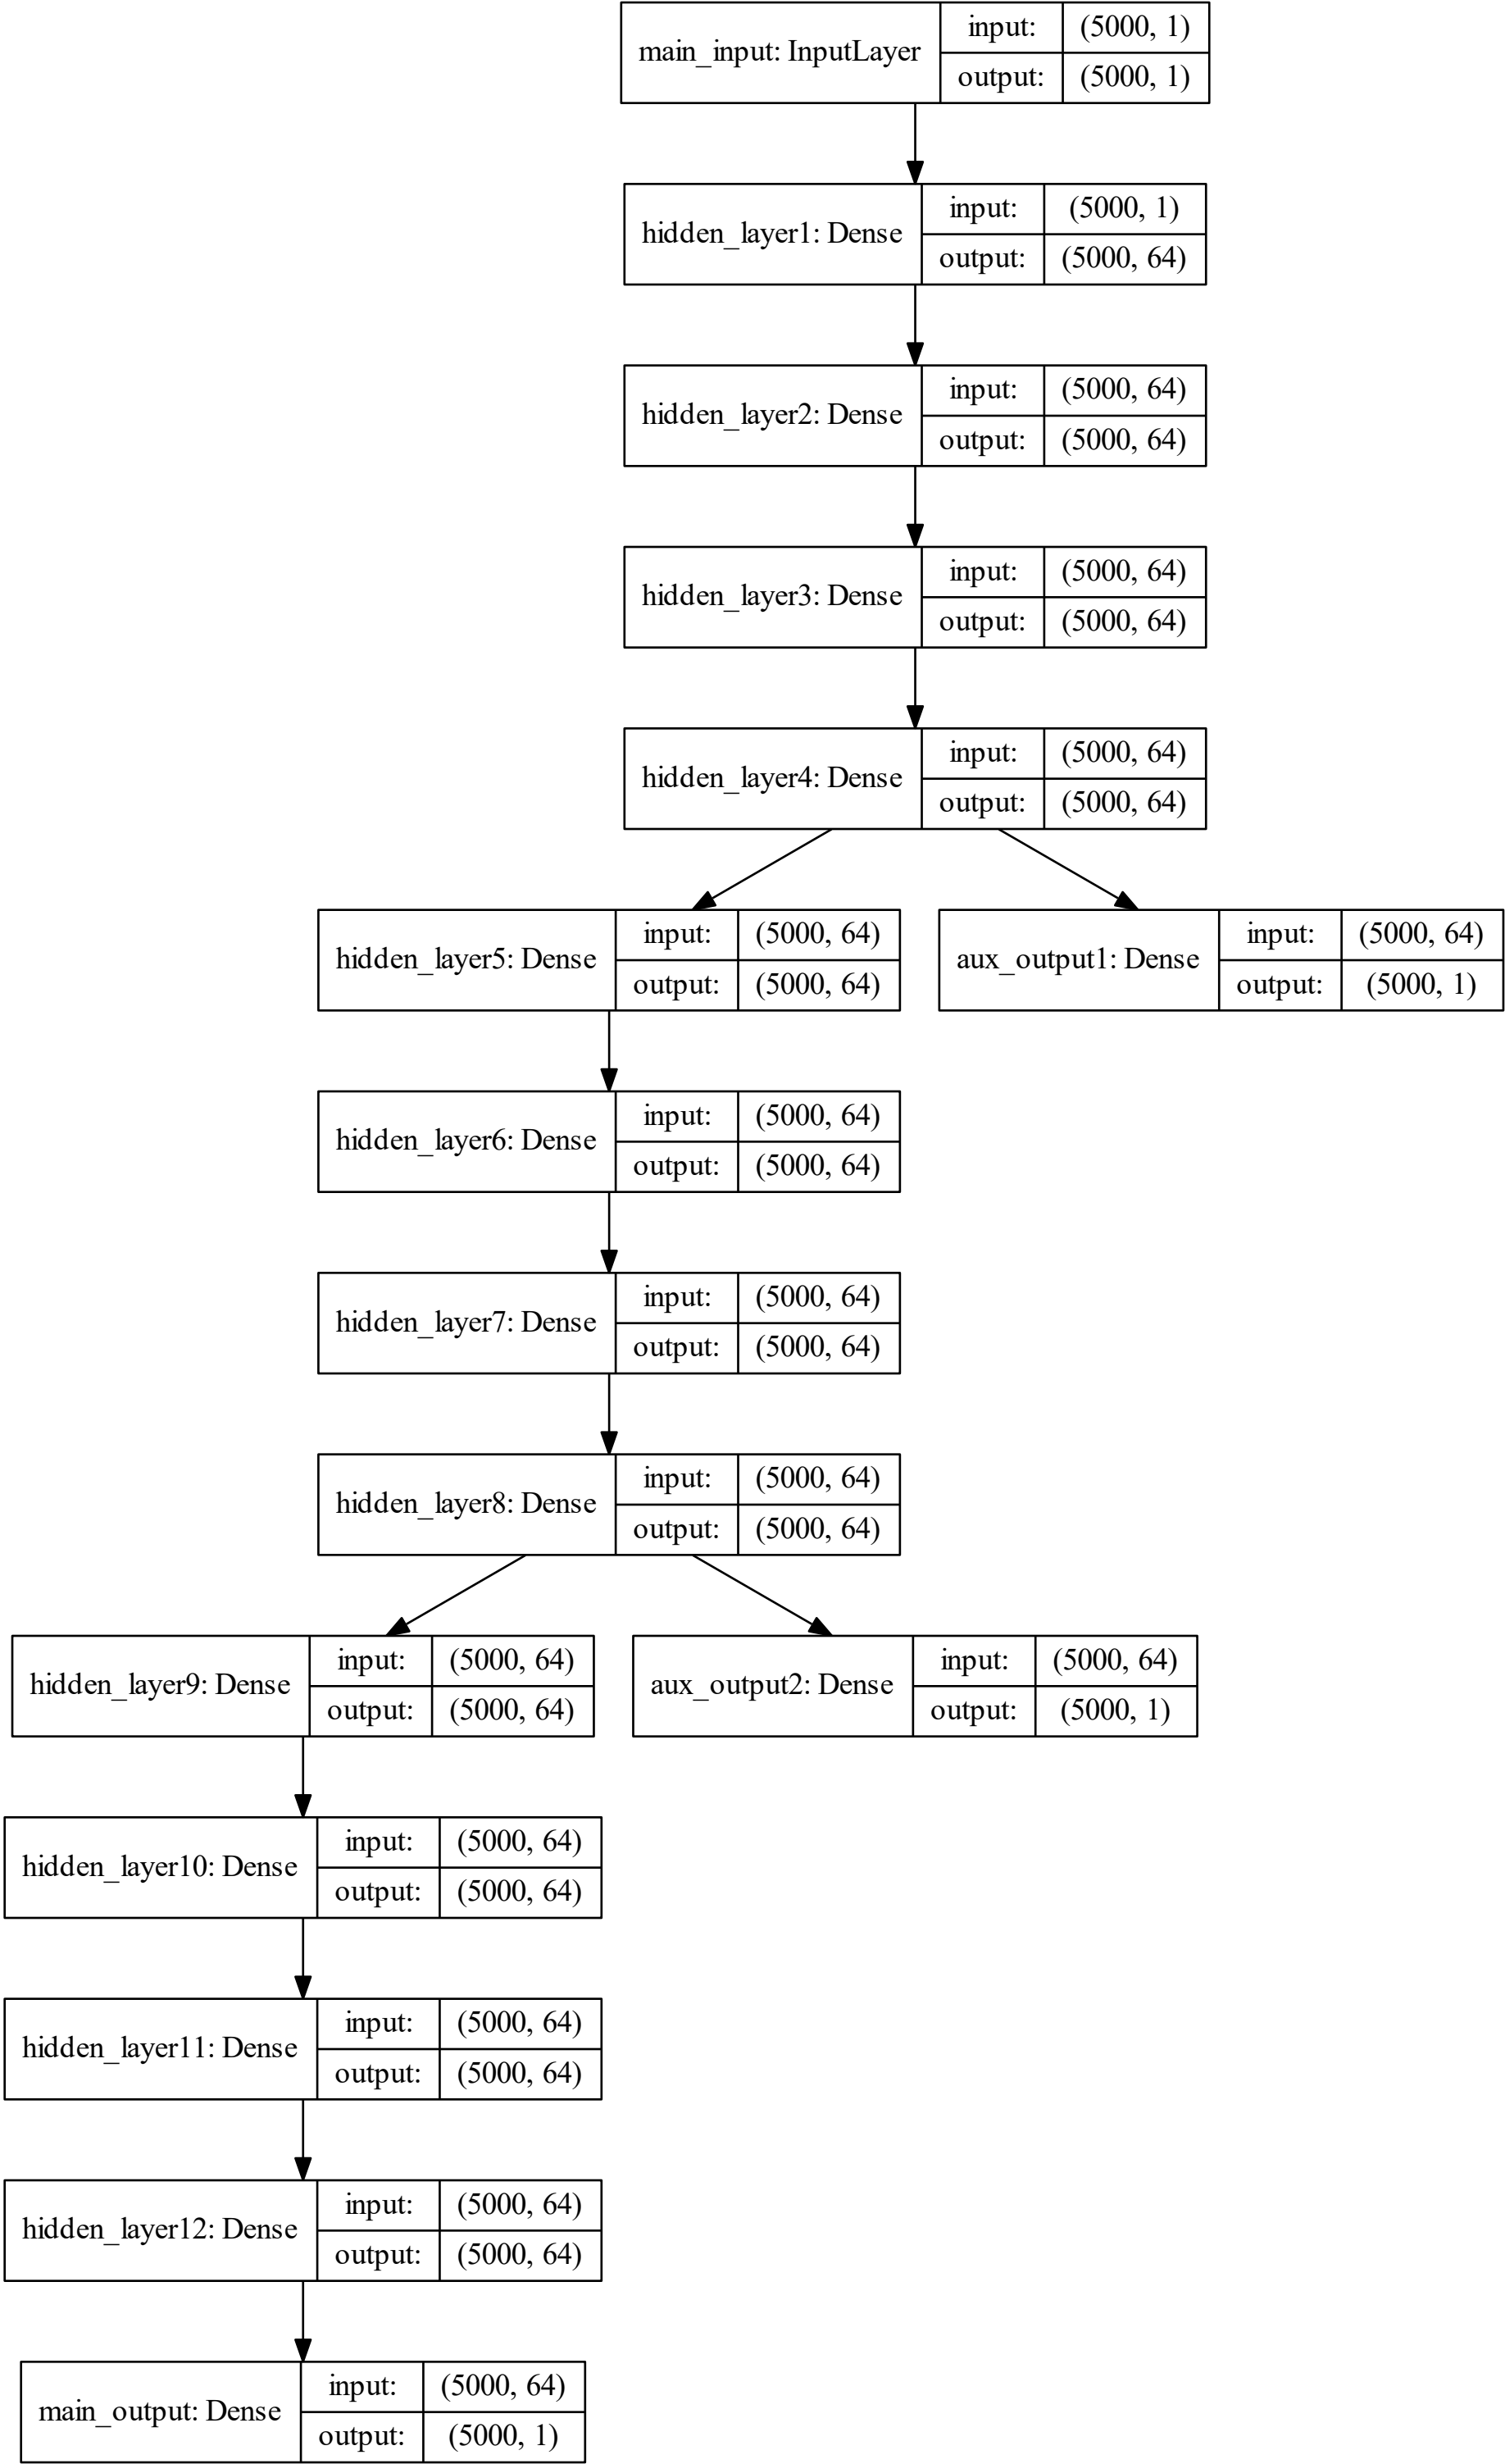 main_input: InputLayer
input:
(5000, 1)
output:
(5000, 1)
hidden_layer1: Dense
input:
(5000, 1)
output:
(5000, 64)
hidden_layer2: Dense
input:
(5000, 64)
output:
(5000, 64)
hidden_layer3: Dense
input:
(5000, 64)
output:
(5000, 64)
hidden_layer4: Dense
input:
(5000, 64)
output:
(5000, 64)
hidden_layer5: Dense
input:
(5000, 64)
output:
(5000, 64)
aux_output1: Dense
input:
(5000, 64)
output:
(5000, 1)
hidden_layer6: Dense
input:
(5000, 64)
output:
(5000, 64)
hidden_layer7: Dense
input:
(5000, 64)
output:
(5000, 64)
hidden_layer8: Dense
input:
(5000, 64)
output:
(5000, 64)
hidden_layer9: Dense
input:
(5000, 64)
output:
(5000, 64)
aux_output2: Dense
input:
(5000, 64)
output:
(5000, 1)
hidden_layer10: Dense
input:
(5000, 64)
output:
(5000, 64)
hidden_layer11: Dense
input:
(5000, 64)
output:
(5000, 64)
hidden_layer12: Dense
input:
(5000, 64)
output:
(5000, 64)
main_output: Dense
input:
(5000, 64)
output:
(5000, 1)